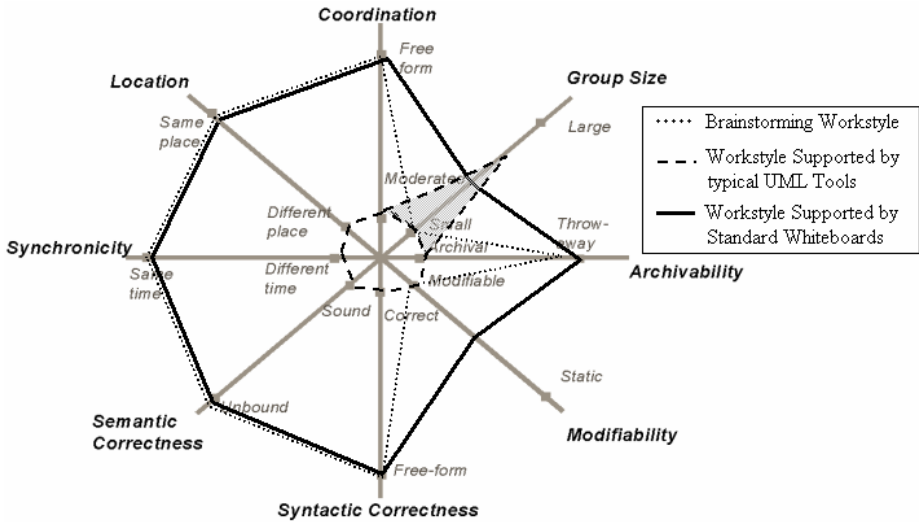 Coordination
Free
form
Location
Group Size
Same
place
Large
Brainstorming Workstyle
Workstyle Supported by
typical UML Tools
Workstyle Supported by
Standard Whiteboards
Moderated
Different
place
Small
Throw-
away
Archival
Synchronicity
Same
time
Different
time
Archivability
Modifiable
Sound
Correct
Static
Unbound
Semantic
Correctness
Modifiability
Free-form
Syntactic Correctness